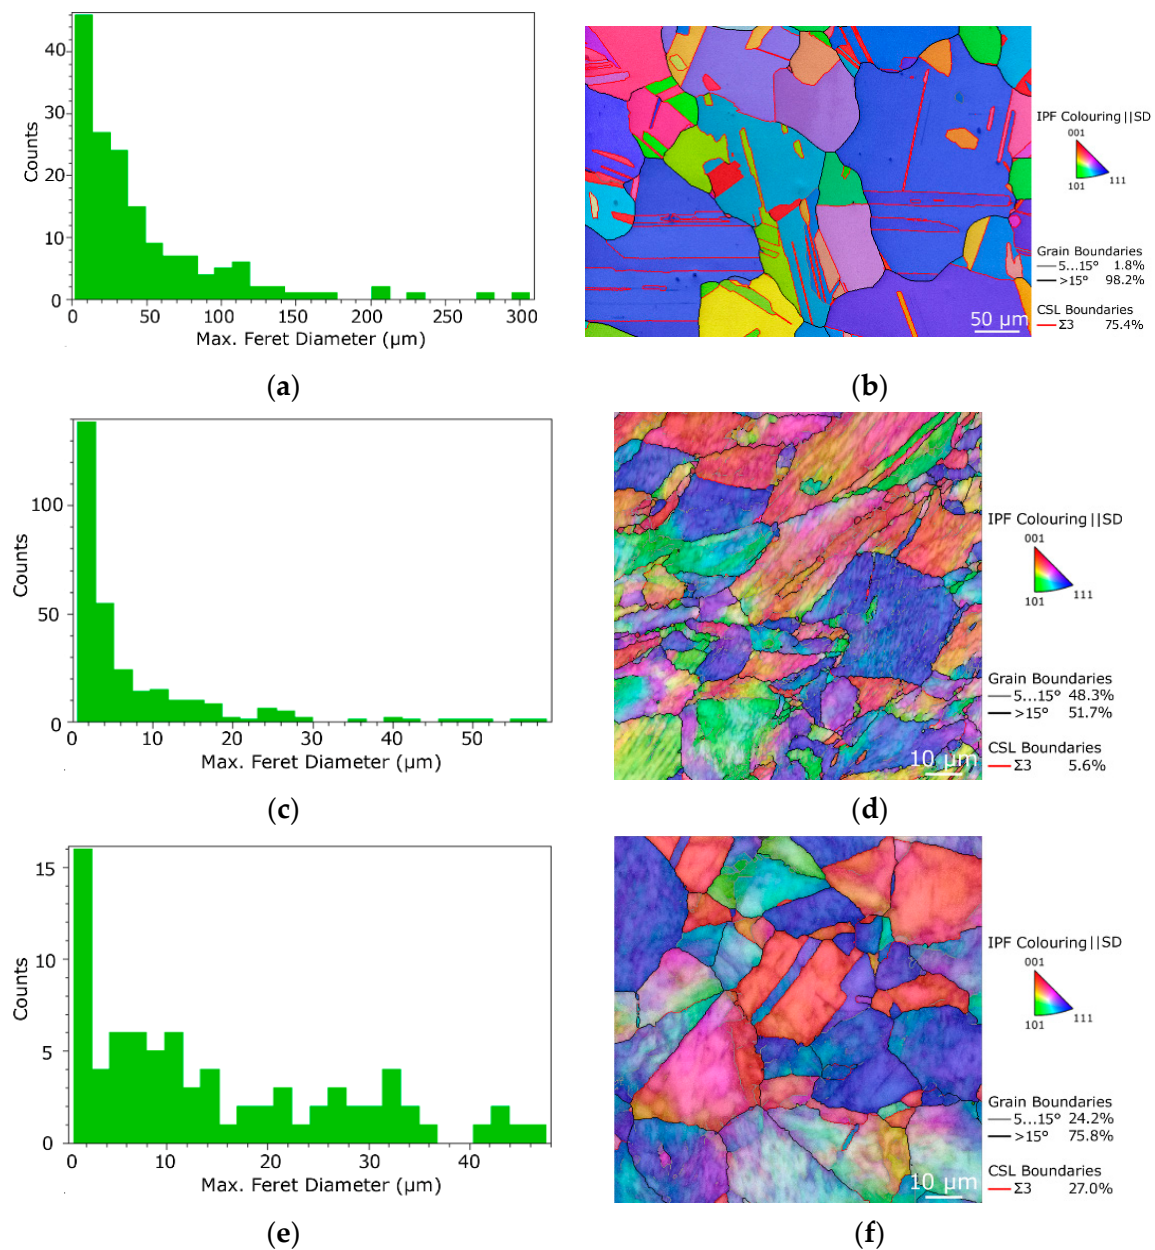 40
30
20
10
0
Counts
0
50
100
150
200
250
300
Max. Feret Diameter (µm)
(a)
50 µm
IPF Colouring||SD
001
101
111
Grain Boundaries
5...15° 1.8%
>15° 98.2%
CSL Boundaries
Σ3 75.4%
(b)
100
50
0
Counts
0
10
20
30
40
50
Max. Feret Diameter (µm)
(c)
10 µm
IPF Colouring||SD
001
101
111
Grain Boundaries
5...15° 48.3%
>15° 51.7%
CSL Boundaries
Σ3 5.6%
(d)
15
10
5
0
Counts
0
10
20
30
40
Max. Feret Diameter (µm)
(e)
10 µm
IPF Colouring||SD
001
101
111
Grain Boundaries
5...15° 24.2%
>15° 75.8%
CSL Boundaries
Σ3 27.0%
(f)